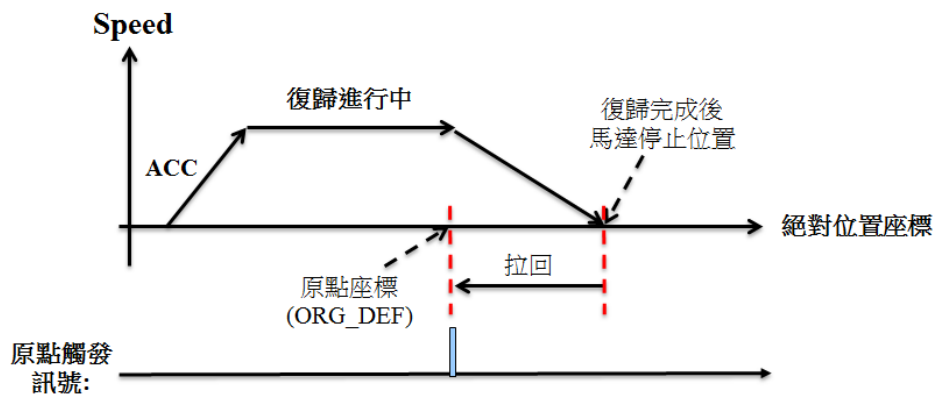 Speed
復歸進行中
復歸完成後
馬達停止位置
ACC
絕對位置座標
拉回
原點座標
(ORG_DEF)
原點觸發
訊號: